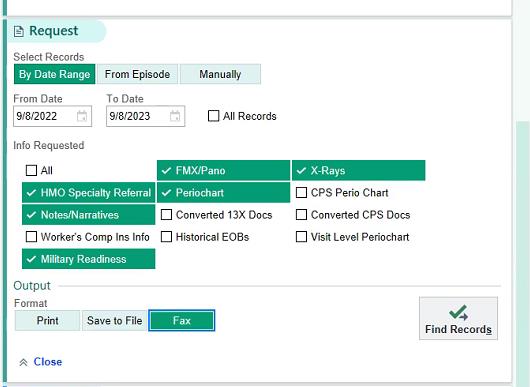 Request
Select Records
By Date Range From Episode Manually
From Date To Date
9/8/2022 9/8/2023 All Records
Info Requested
All FMX/Pano X-Rays
HMO Specialty Referral Periochart CPS Perio Chart
Notes/Narratives Converted 13X Docs Converted CPS Docs
Worker's Comp Ins Info Historical EOBs Visit Level Periochart
Military Readiness
Output
Format
Print Save to File Fax
Find Records
Close